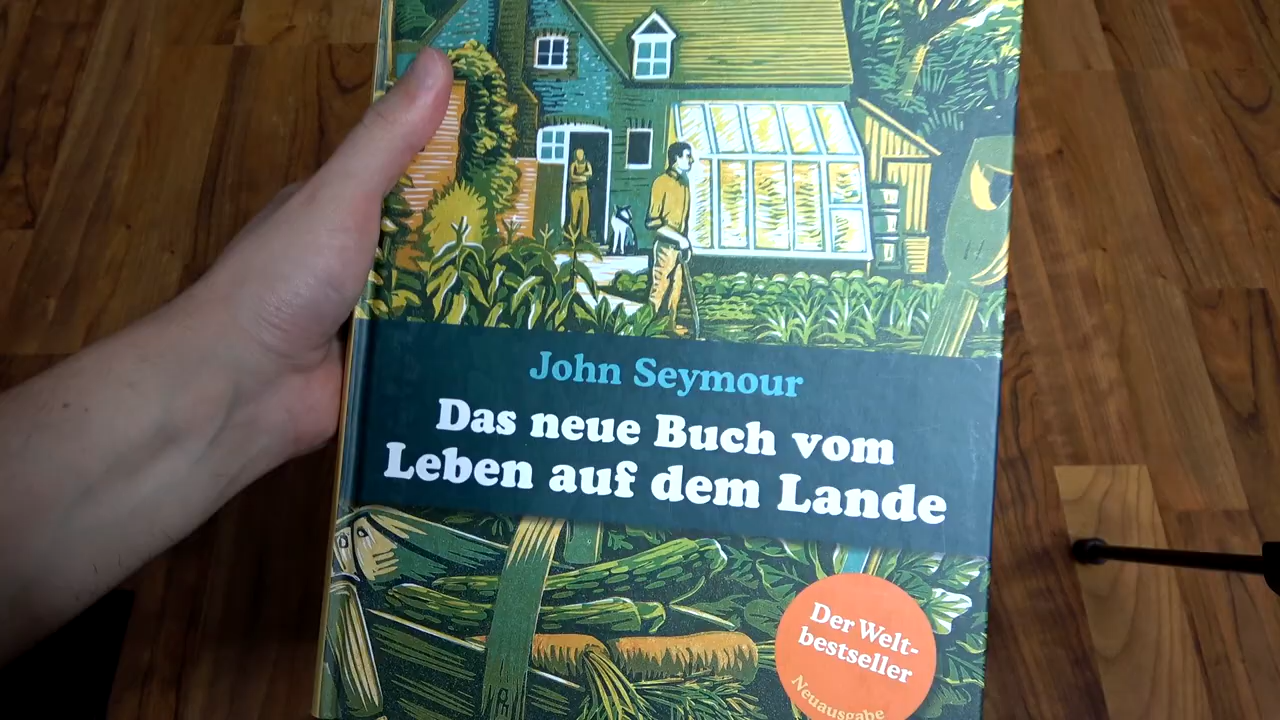 John Seymour
Das neue Buch vom
Leben auf dem Lande
Der Welt-
bestseller
Neuausgabe